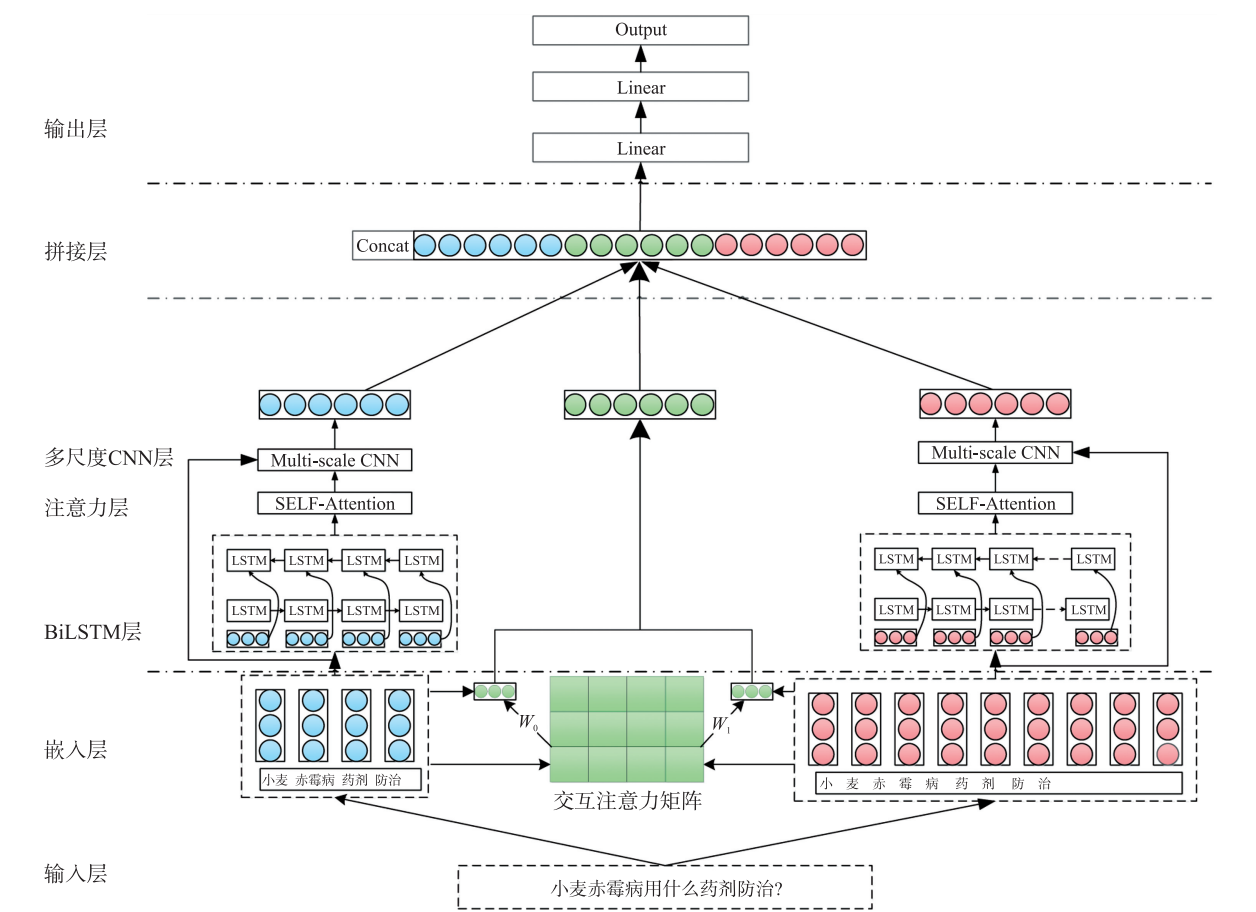 Output
Linear
输出层
Linear
拼接层
Concat
多尺度CNN层
Multi-scale CNN
Multi-scale CNN
注意力层
SELF-Attention
SELF-Attention
LSTM LSTM LSTM LSTM
LSTM LSTM LSTM LSTM
LSTM LSTM LSTM LSTM
LSTM LSTM LSTM LSTM
BiLSTM层
W0
W1
嵌入层
小麦 赤霉病 药剂 防治
小 麦 赤 霉 病 药 剂 防 治
交互注意力矩阵
输入层
小麦赤霉病用什么药剂防治?